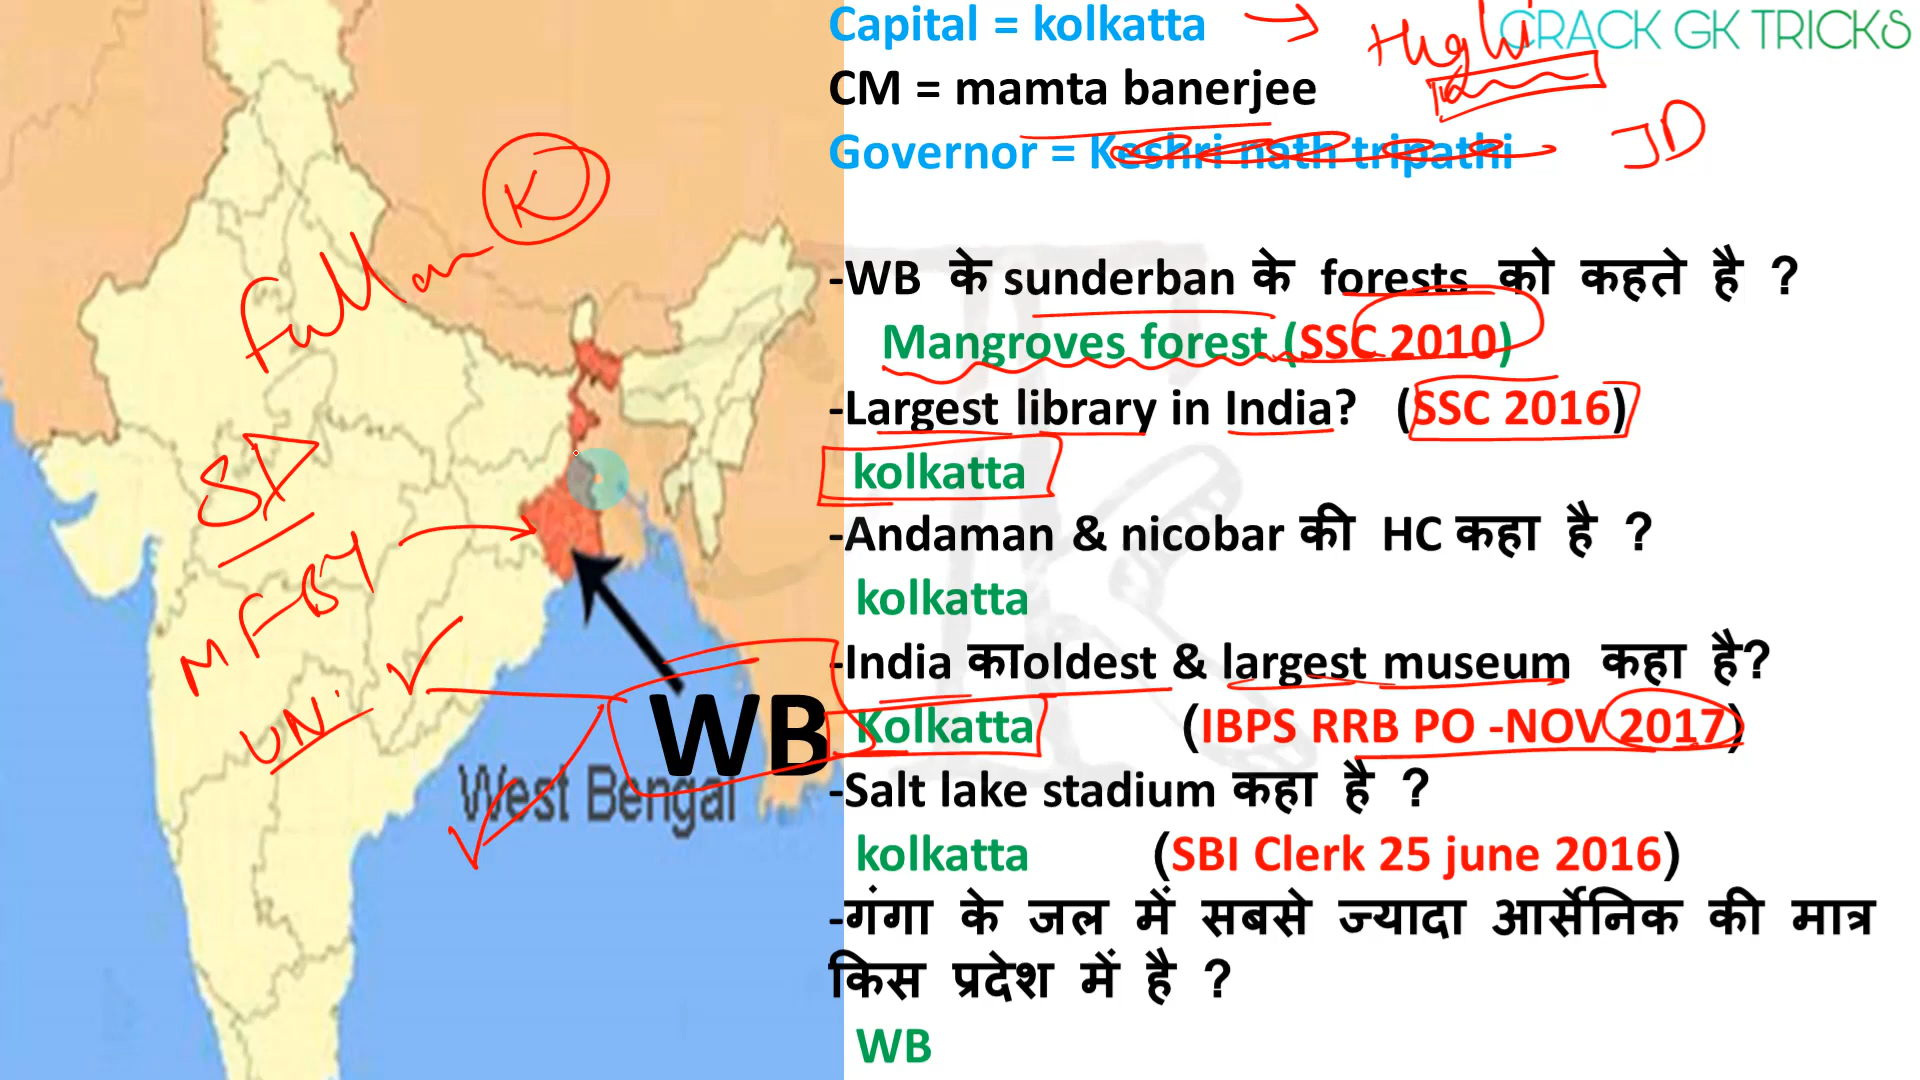 Capital = kolkatta
Hughi
CRACK GK TRICKS
CM = mamta banerjee
Governor = Keshri nath tripathi
JD
K
-WB के sunderban के forests को कहते है ?
Mangroves forest (SSC 2010)
-Largest library in India? (SSC 2016)
kolkatta
-Andaman & nicobar की HC कहा है ?
kolkatta
-India काoldest & largest museum कहा है?
Kolkatta (IBPS RRB PO -NOV 2017)
-Salt lake stadium कहा है ?
kolkatta (SBI Clerk 25 june 2016)
-गंगा के जल में सबसे ज्यादा आर्सेनिक की मात्र
किस प्रदेश में है ?
WB
SD
M F BY
UN.
WB
West Bengal